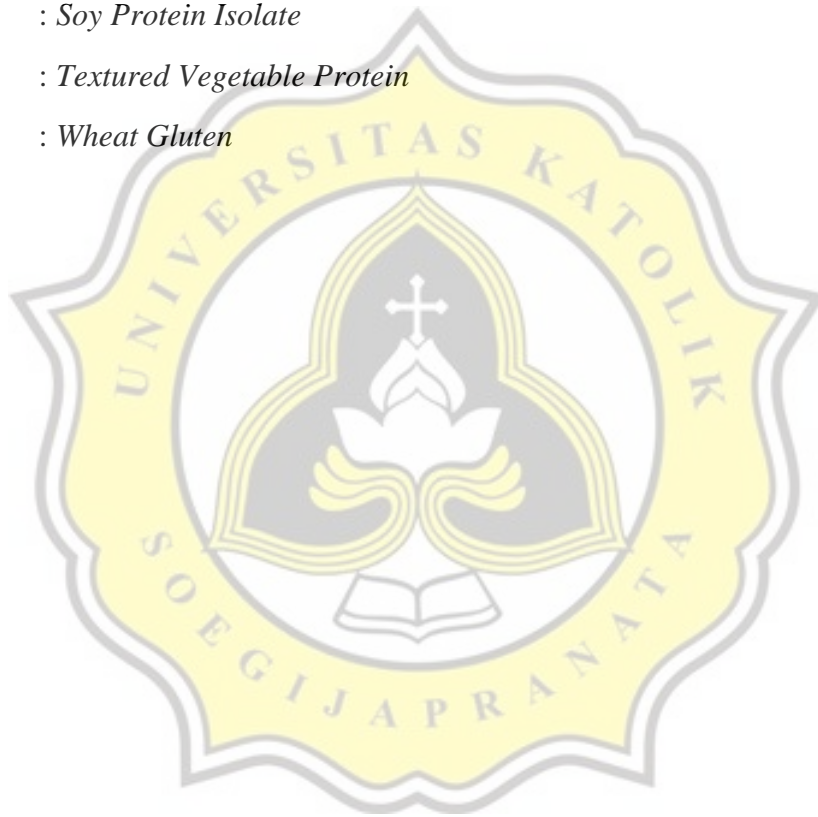 : Soy Protein Isolate
: Textured Vegetable Protein
: Wheat Gluten
UNIVERSITAS KATOLIK
SOEGIJAPRANATA